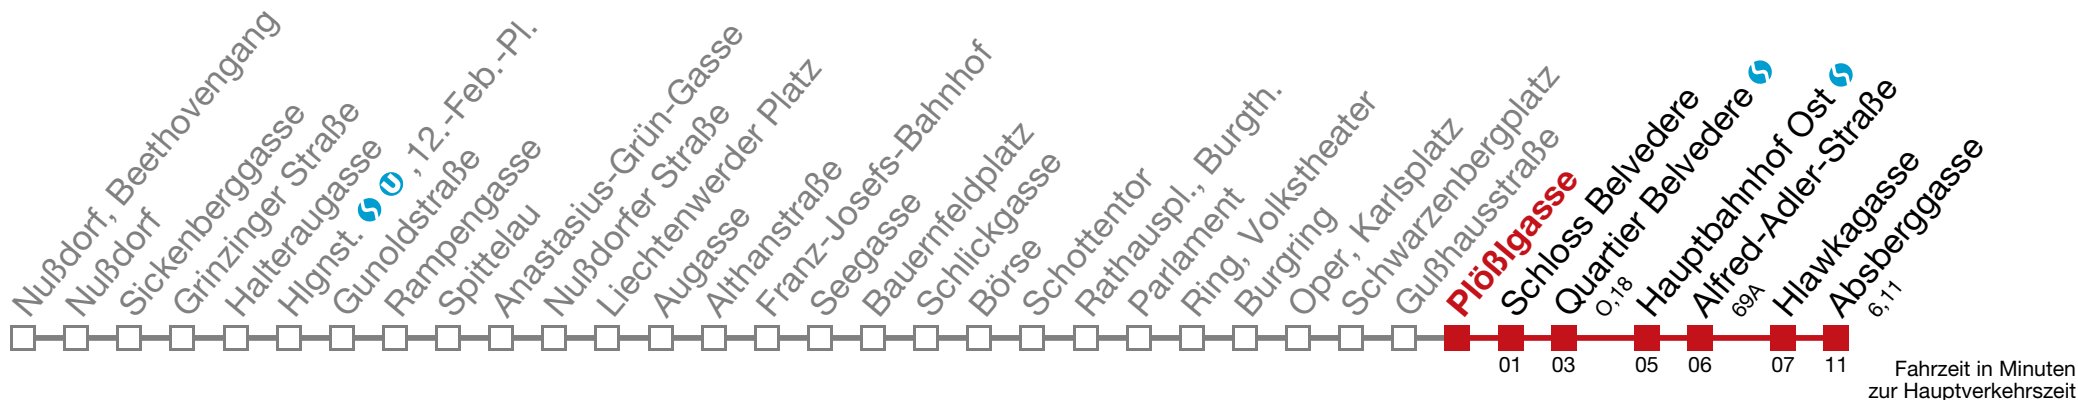 Nußdorf, Beethovengang
Nußdorf
Sickenberggasse
Grinzinger Straße
Halteraugasse
Hlgnst. S U , 12.-Feb.-Pl.
Gunoldstraße
Rampengasse
Spittelau
Anastasius-Grün-Gasse
Nußdorfer Straße
Liechtenwerder Platz
Augasse
Althanstraße
Franz-Josefs-Bahnhof
Seegasse
Bauernfeldplatz
Schlickgasse
Börse
Schottentor
Rathauspl., Burgth.
Parlament
Ring, Volkstheater
Burgring
Oper, Karlsplatz
Schwarzenbergplatz
Gußhausstraße
Plößlgasse
Schloss Belvedere
Quartier Belvedere S
O,18
Hauptbahnhof Ost S
Alfred-Adler-Straße
69A
Hlawkagasse
Absberggasse
6,11
01 03 05 06 07 11
Fahrzeit in Minuten
zur Hauptverkehrszeit